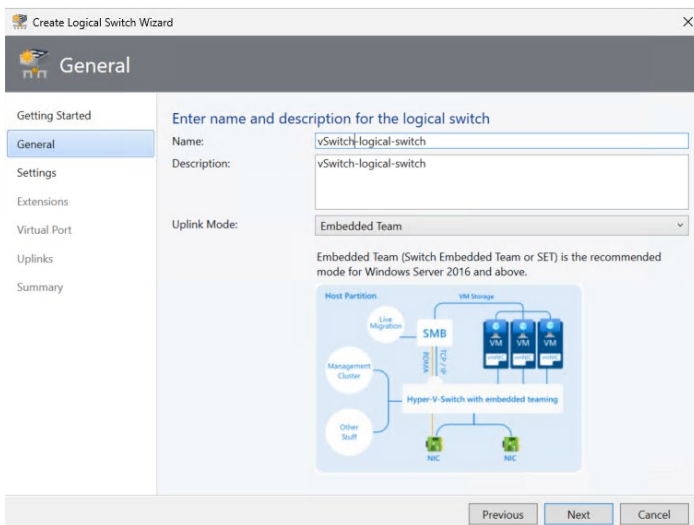 Create Logical Switch Wizard
General
Getting Started
General
Settings
Extensions
Virtual Port
Uplinks
Summary
Enter name and description for the logical switch
Name:
vSwitch-logical-switch
Description:
vSwitch-logical-switch
Uplink Mode:
Embedded Team
Embedded Team (Switch Embedded Team or SET) is the recommended
mode for Windows Server 2016 and above.
Host Partition
VM Storage
Live
Migration
SMB
RDMA
TCP / IP
VM
VM
VM
Management
Cluster
Hyper-V-Switch with embedded teaming
Other
Stuff
NIC
NIC
Previous
Next
Cancel